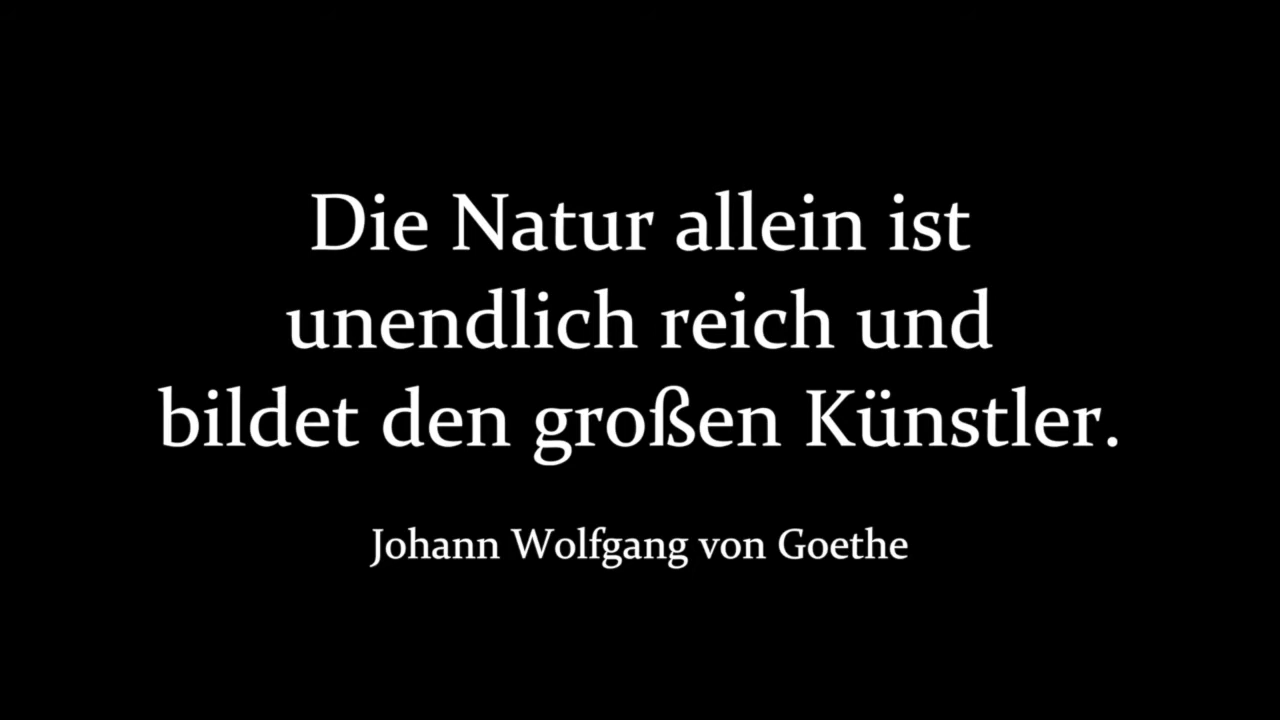 Die Natur allein ist
unendlich reich und
bildet den großen Künstler.
Johann Wolfgang von Goethe